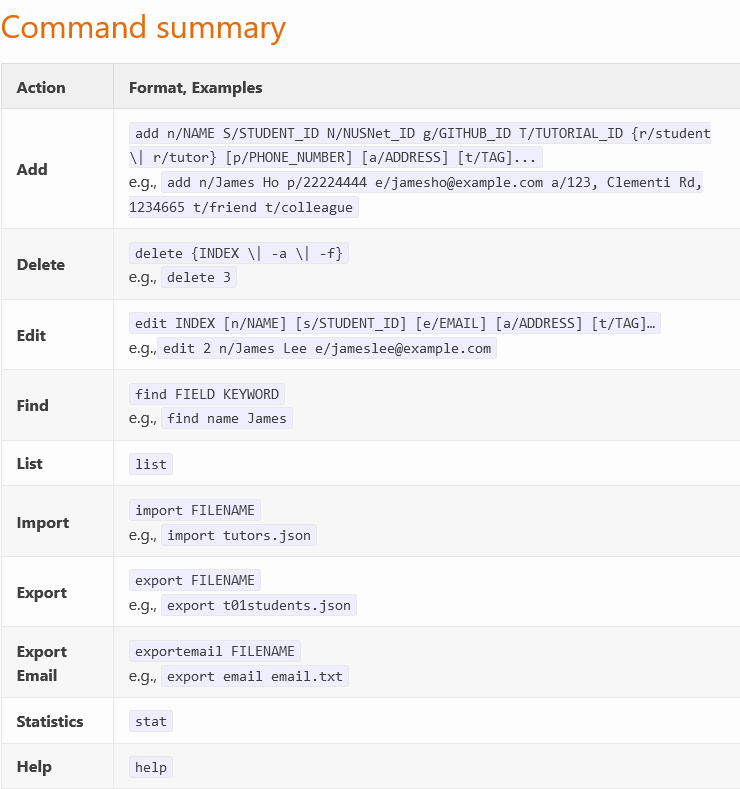 Command summary
Action Format, Examples
Add
add n/NAME S/STUDENT_ID N/NUSNet_ID g/GITHUB_ID T/TUTORIAL_ID {r/student
\| r/tutor} [p/PHONE_NUMBER] [a/ADDRESS] [t/TAG]...
e.g., add n/James Ho p/22224444 e/jamesho@example.com a/123, Clementi Rd,
1234665 t/friend t/colleague
Delete
delete {INDEX \| -a \| -f}
e.g., delete 3
Edit
edit INDEX [n/NAME] [s/STUDENT_ID] [e/EMAIL] [a/ADDRESS] [t/TAG]…
e.g., edit 2 n/James Lee e/jameslee@example.com
Find
find FIELD KEYWORD
e.g., find name James
List
list
Import
import FILENAME
e.g., import tutors.json
Export
export FILENAME
e.g., export t01students.json
Export
Email
exportemail FILENAME
e.g., export email email.txt
Statistics
stat
Help
help